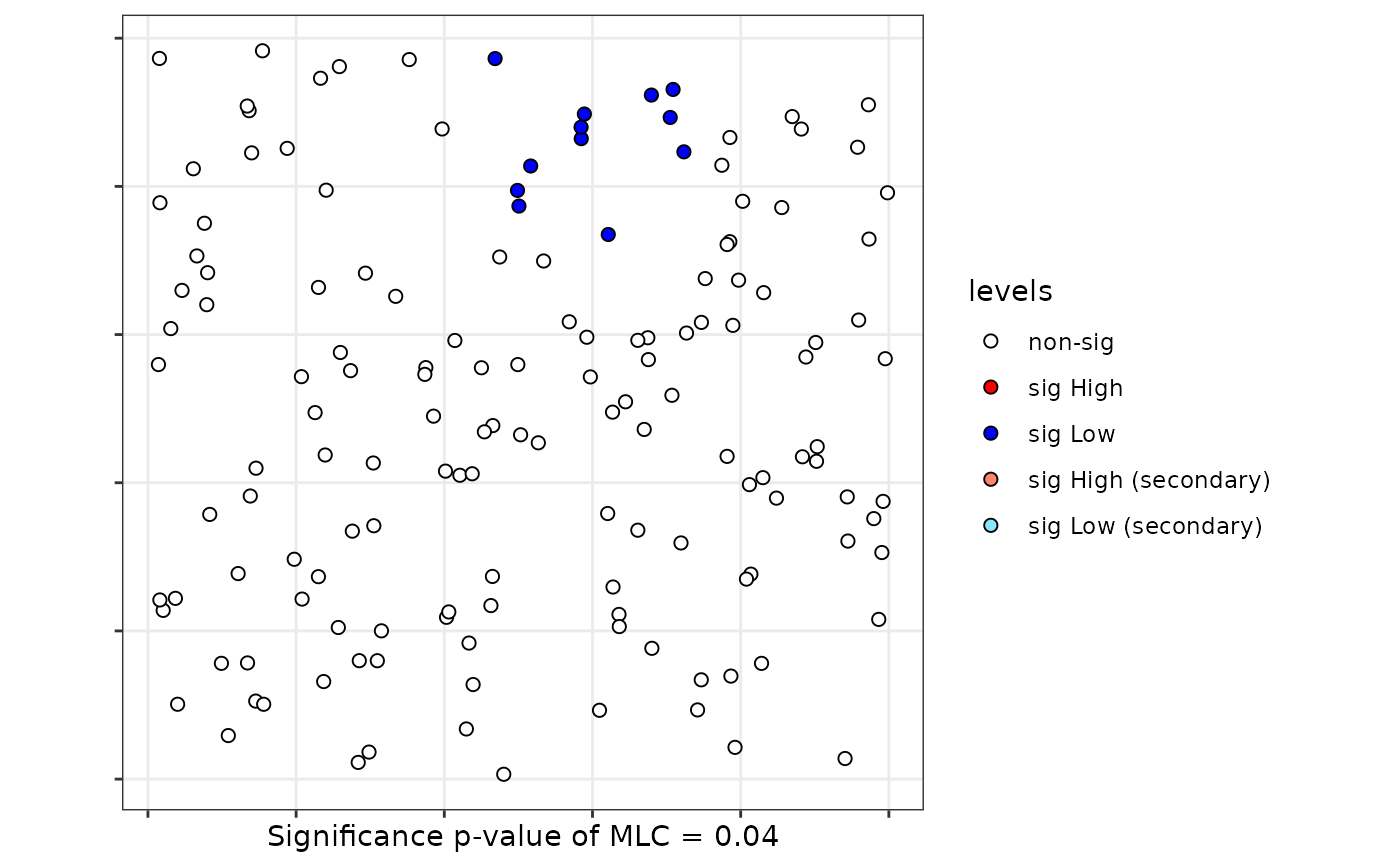 levels
non-sig
sig High
sig Low
sig High (secondary)
sig Low (secondary)
Significance p-value of MLC = 0.04